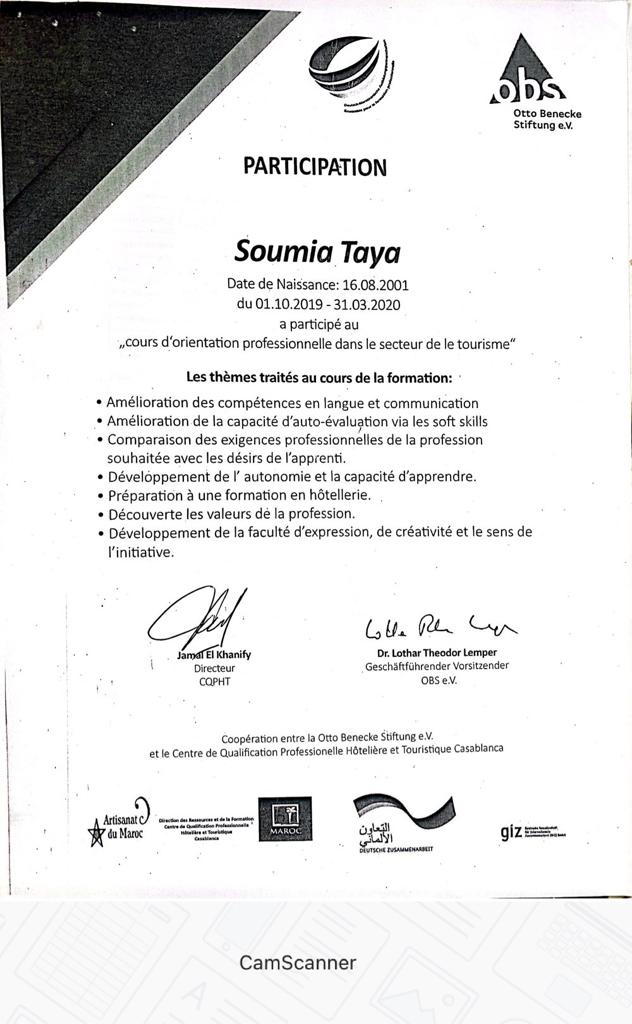 obs
Otto Benecke
Stiftung e.V.
PARTICIPATION
Soumia Taya
Date de Naissance: 16.08.2001
du 01.10.2019 - 31.03.2020
a participé au
„cours d'orientation professionnelle dans le secteur de le tourisme“
Les thèmes traités au cours de la formation:
• Amélioration des compétences en langue et communication
• Amélioration de la capacité d'auto-évaluation via les soft skills
• Comparaison des exigences professionnelles de la profession
souhaitée avec les désirs de l'apprenti.
• Développement de l' autonomie et la capacité d'apprendre.
• Préparation à une formation en hôtellerie.
• Découverte les valeurs de la profession.
• Développement de la faculté d'expression, de créativité et le sens de
l'initiative.
Jamal El Khanify
Directeur
CQPHT
Dr. Lothar Theodor Lemper
Geschäftführender Vorsitzender
OBS e.V.
Coopération entre la Otto Benecke Stiftung e.V.
et le Centre de Qualification Professionelle Hôtelière et Touristique Casablanca
Artisanat
du Maroc
Direction des Ressources et de la Formation
Centre de Qualification Professionnelle
Hôtelière et Touristique
Casablanca
MAROC
التعاون
الألماني
DEUTSCHE ZUSAMMENARBEIT
giz
CamScanner